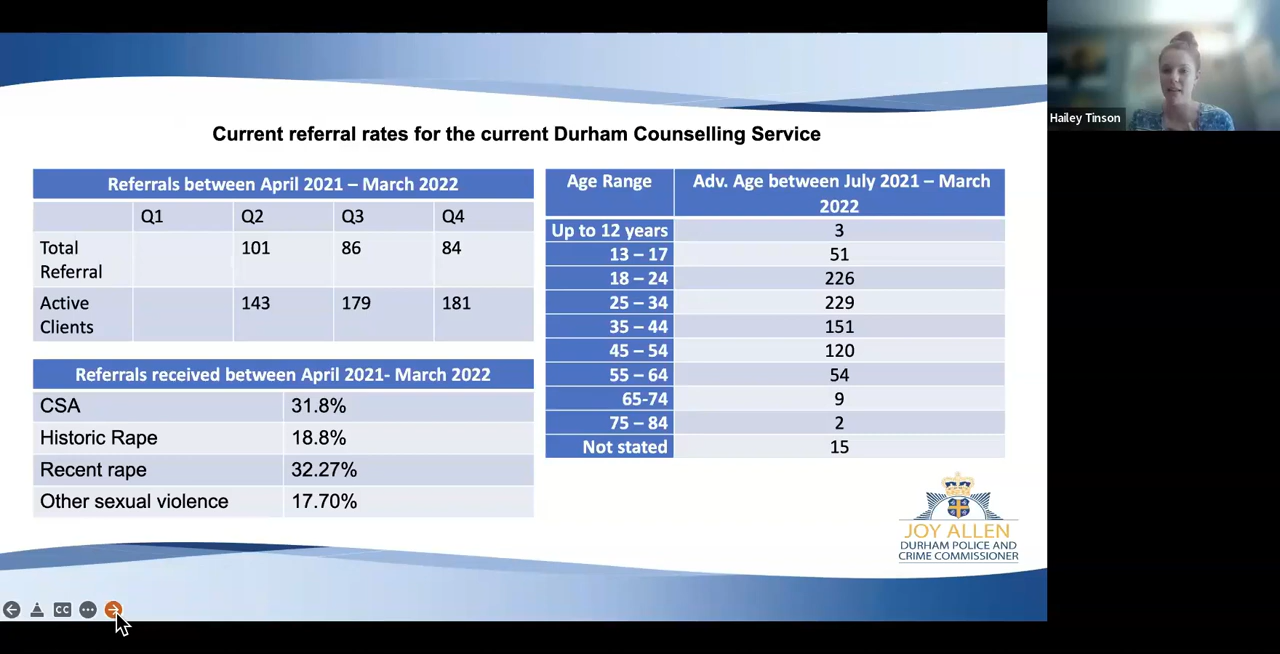 Current referral rates for the current Durham Counselling Service
Referrals between April 2021 – March 2022
Q1 Q2 Q3 Q4
Total Referral 101 86 84
Active Clients 143 179 181
Referrals received between April 2021- March 2022
CSA 31.8%
Historic Rape 18.8%
Recent rape 32.27%
Other sexual violence 17.70%
Age Range Adv. Age between July 2021 – March 2022
Up to 12 years 3
13 – 17 51
18 – 24 226
25 – 34 229
35 – 44 151
45 – 54 120
55 – 64 54
65-74 9
75 – 84 2
Not stated 15
JOY ALLEN
DURHAM POLICE AND
CRIME COMMISSIONER
CC
Hailey Tinson